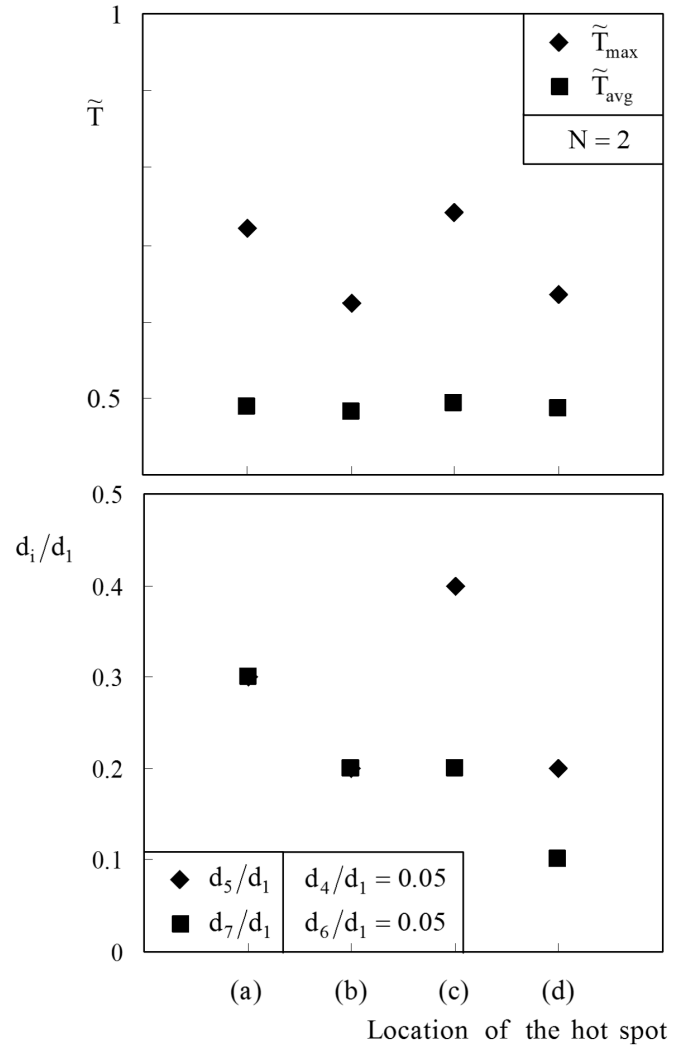 1
T̃
0.5
T̃max
T̃avg
N = 2
0.5
di/d1
0.4
0.3
0.2
0.1
0
d5/d1 d4/d1 = 0.05
d7/d1 d6/d1 = 0.05
(a) (b) (c) (d)
Location of the hot spot